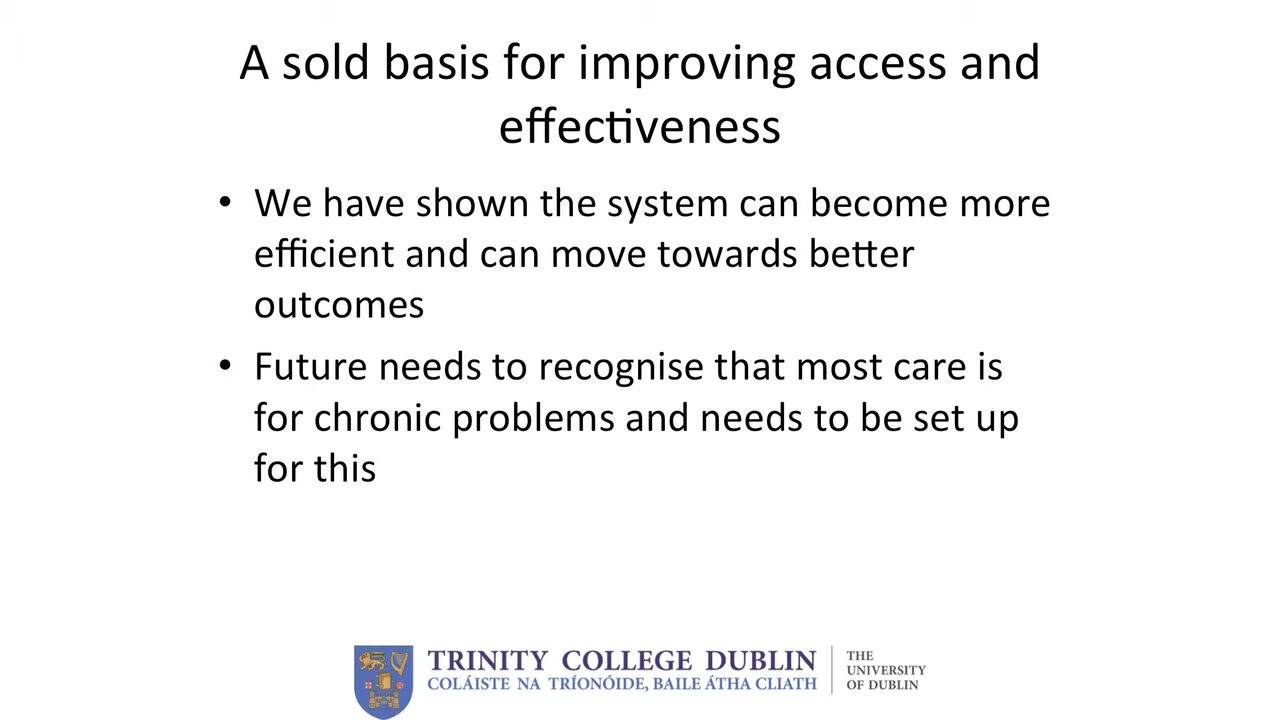 A sold basis for improving access and
effectiveness
• We have shown the system can become more
efficient and can move towards better
outcomes
• Future needs to recognise that most care is
for chronic problems and needs to be set up
for this
TRINITY COLLEGE DUBLIN
COLÁISTE NA TRÍONÓIDE, BAILE ÁTHA CLIATH
THE
UNIVERSITY
OF DUBLIN